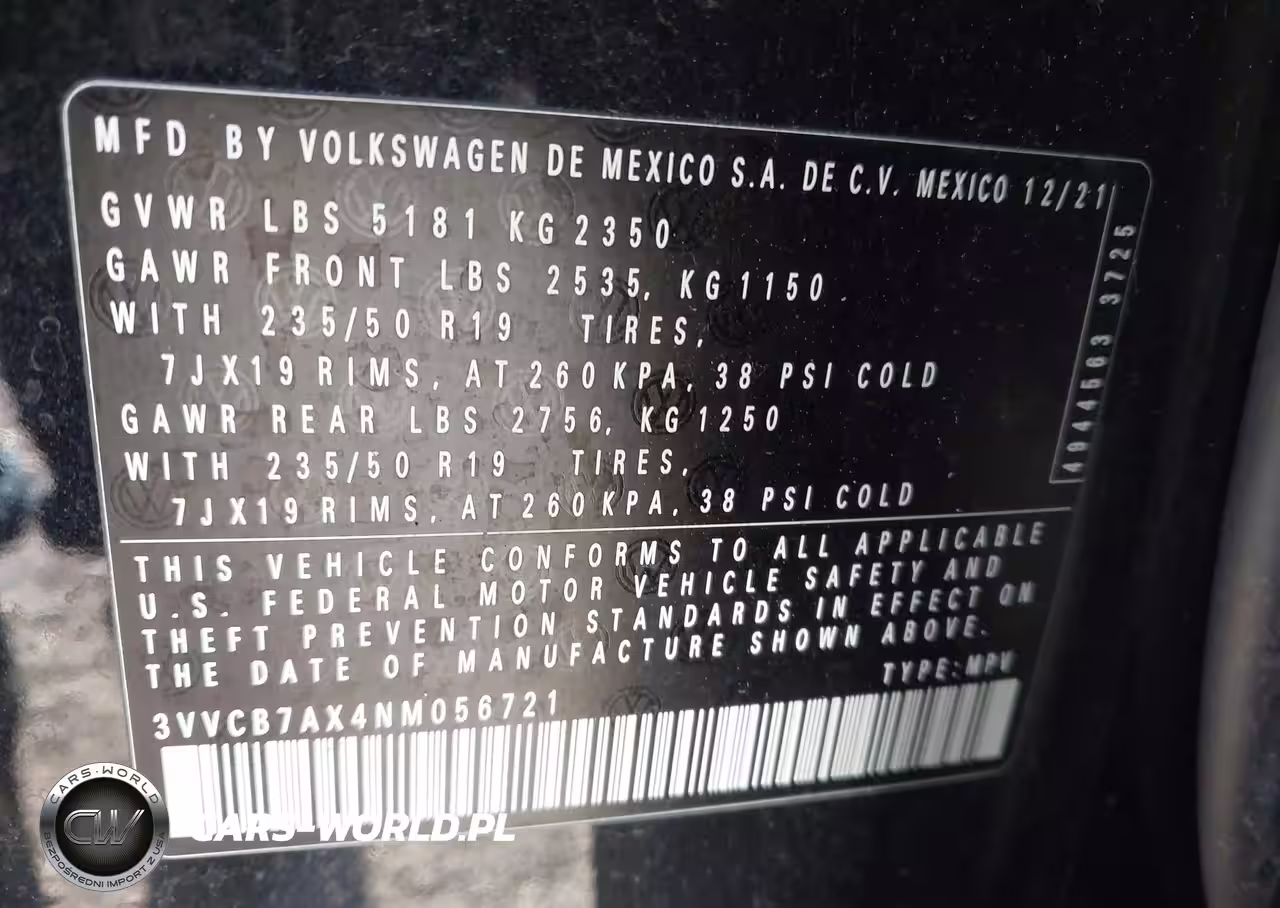 MFD BY VOLKSWAGEN DE MEXICO S.A. DE C.V. MEXICO 12/21
GVWR LBS 5181 KG 2350
GAWR FRONT LBS 2535, KG 1150
WITH 235/50 R19 TIRES,
7JX19 RIMS, AT 260 KPA, 38 PSI COLD
GAWR REAR LBS 2756, KG 1250
WITH 235/50 R19 TIRES,
7JX19 RIMS, AT 260 KPA, 38 PSI COLD
4944563 3725
THIS VEHICLE CONFORMS TO ALL APPLICABLE
U.S. FEDERAL MOTOR VEHICLE SAFETY AND
THEFT PREVENTION STANDARDS IN EFFECT ON
THE DATE OF MANUFACTURE SHOWN ABOVE.
TYPE:MPV
3VVCB7AX4NM056721
CARS-WORLD
CW
BEZPOŚREDNI IMPORT Z USA
CARS-WORLD.PL